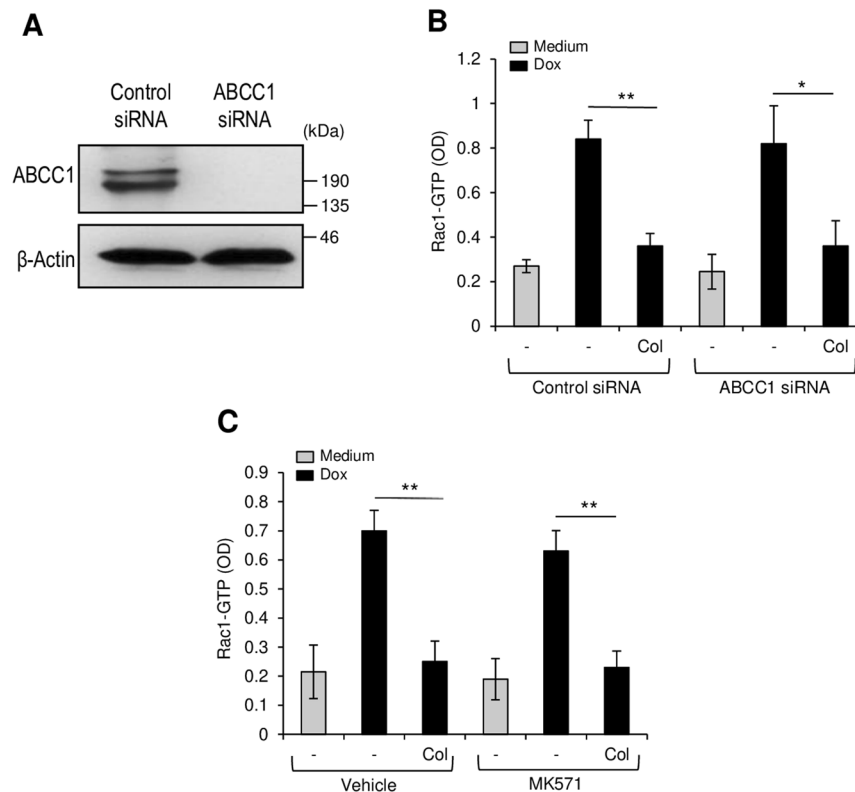 A
Control siRNA
ABCC1 siRNA
(kDa)
ABCC1
190
135
β-Actin
46
B
Medium
Dox
Rac1-GTP (OD)
1.2
1
0.8
0.6
0.4
0.2
0
**
*
- - Col - - Col
Control siRNA ABCC1 siRNA
C
Medium
Dox
Rac1-GTP (OD)
0.9
0.8
0.7
0.6
0.5
0.4
0.3
0.2
0.1
0
**
**
- - Col - - Col
Vehicle MK571